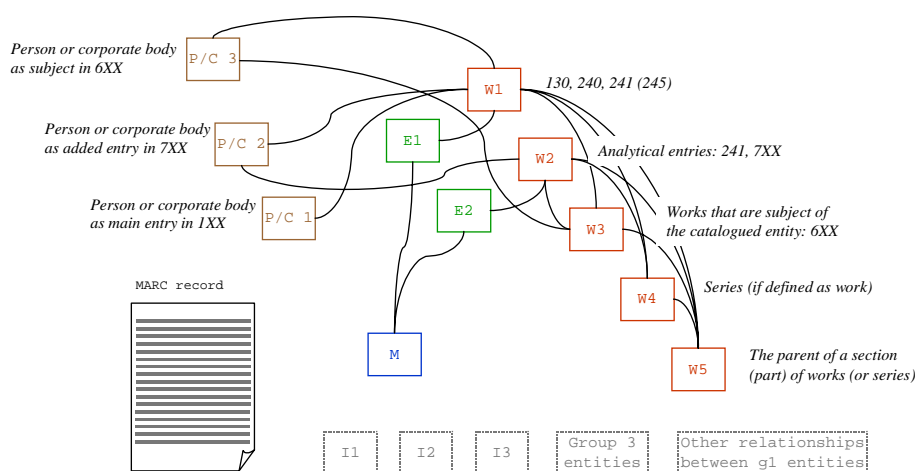 Person or corporate body
as subject in 6XX
P/C 3
W1
130, 240, 241 (245)
Person or corporate body
as added entry in 7XX
P/C 2
E1
W2
Analytical entries: 241, 7XX
Person or corporate body
as main entry in 1XX
P/C 1
E2
W3
Works that are subject of
the catalogued entity: 6XX
MARC record
W4
Series (if defined as work)
M
W5
The parent of a section
(part) of works (or series)
I1
I2
I3
Group 3
entities
Other relationships
between g1 entities